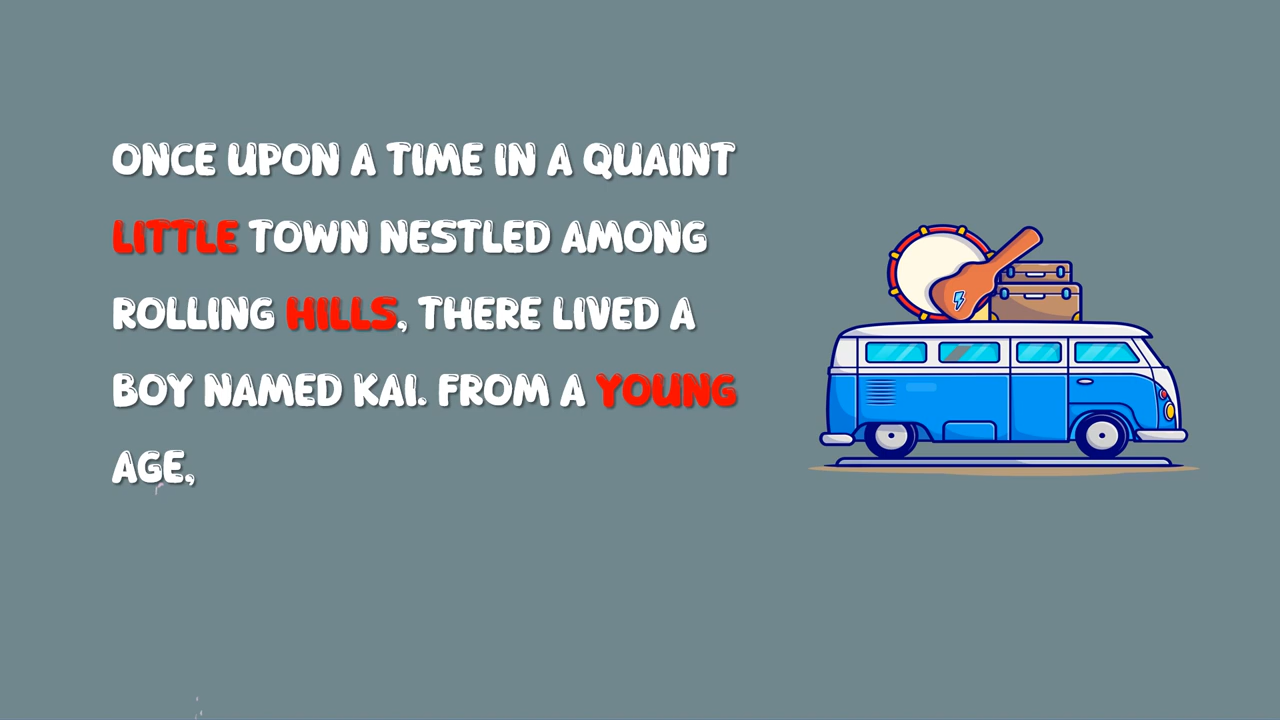 ONCE UPON A TIME IN A QUAINT
LITTLE TOWN NESTLED AMONG
ROLLING HILLS, THERE LIVED A
BOY NAMED KAI. FROM A YOUNG
AGE,